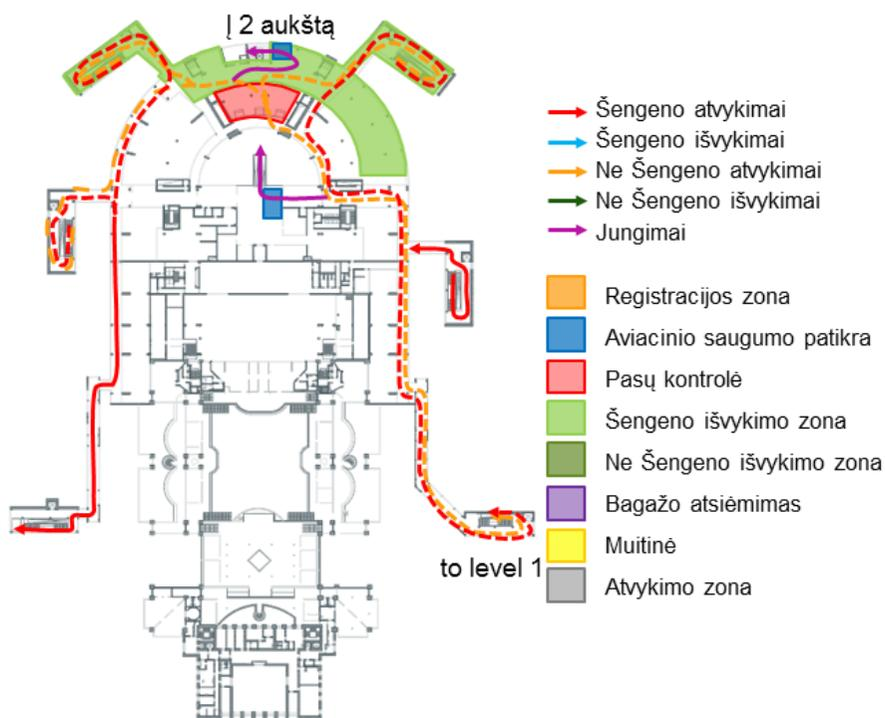 Į 2 aukštą
Šengeno atvykimai
Šengeno išvykimai
Ne Šengeno atvykimai
Ne Šengeno išvykimai
Jungimai
Registracijos zona
Aviacinio saugumo patikra
Pasų kontrolė
Šengeno išvykimo zona
Ne Šengeno išvykimo zona
Bagažo atsiėmimas
Muitinė
Atvykimo zona
to level 1